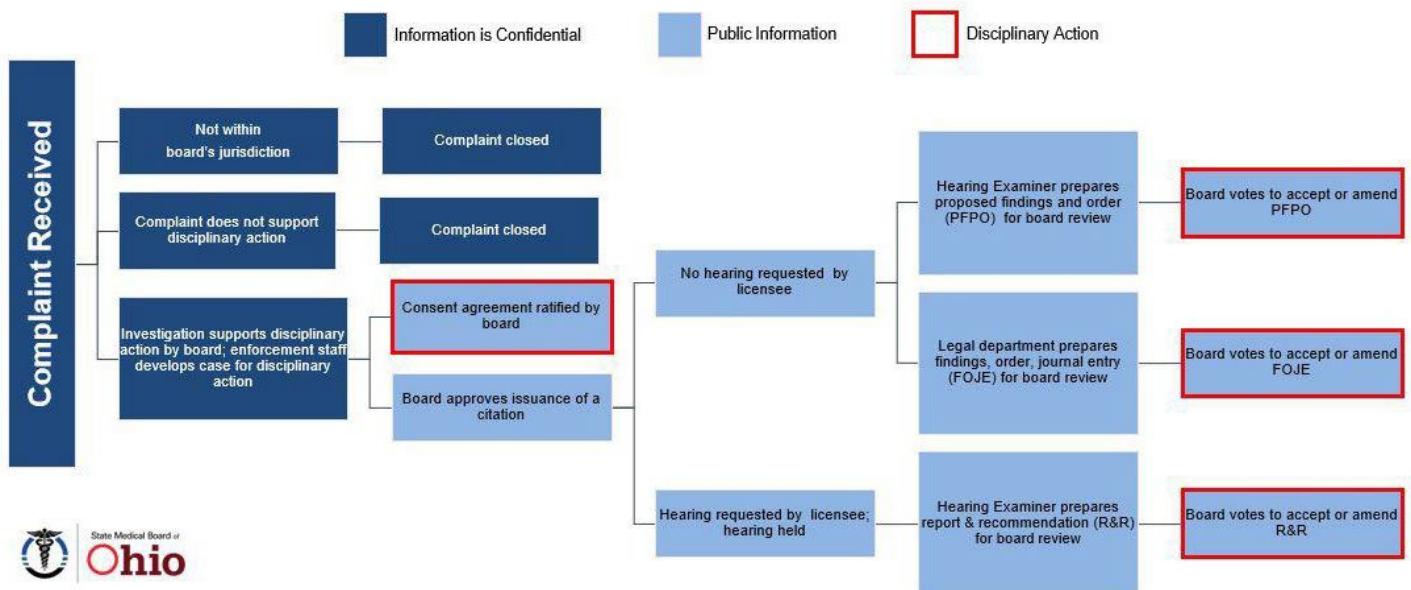 Information is Confidential
Public Information
Disciplinary Action
Complaint Received
Not within
board's jurisdiction
Complaint closed
Complaint does not support
disciplinary action
Complaint closed
Investigation supports disciplinary
action by board; enforcement staff
develops case for disciplinary
action
Consent agreement ratified by
board
Board approves issuance of a
citation
No hearing requested by
licensee
Hearing requested by licensee;
hearing held
Hearing Examiner prepares
proposed findings and order
(PFPO) for board review
Legal department prepares
findings, order, journal entry
(FOJE) for board review
Hearing Examiner prepares
report & recommendation (R&R)
for board review
Board votes to accept or amend
PFPO
Board votes to accept or amend
FOJE
Board votes to accept or amend
R&R
State Medical Board of
Ohio